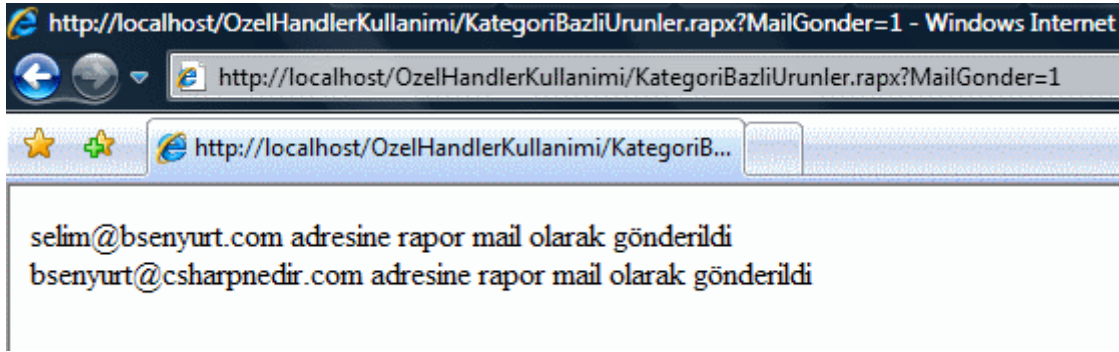 http://localhost/OzelHandlerKullanimi/KategoriBazliUrunler.rapx?MailGonder=1 - Windows Internet
http://localhost/OzelHandlerKullanimi/KategoriBazliUrunler.rapx?MailGonder=1
http://localhost/OzelHandlerKullanimi/KategoriB...
selim@bsenyurt.com adresine rapor mail olarak gönderildi
bsenyurt@csharpnedir.com adresine rapor mail olarak gönderildi